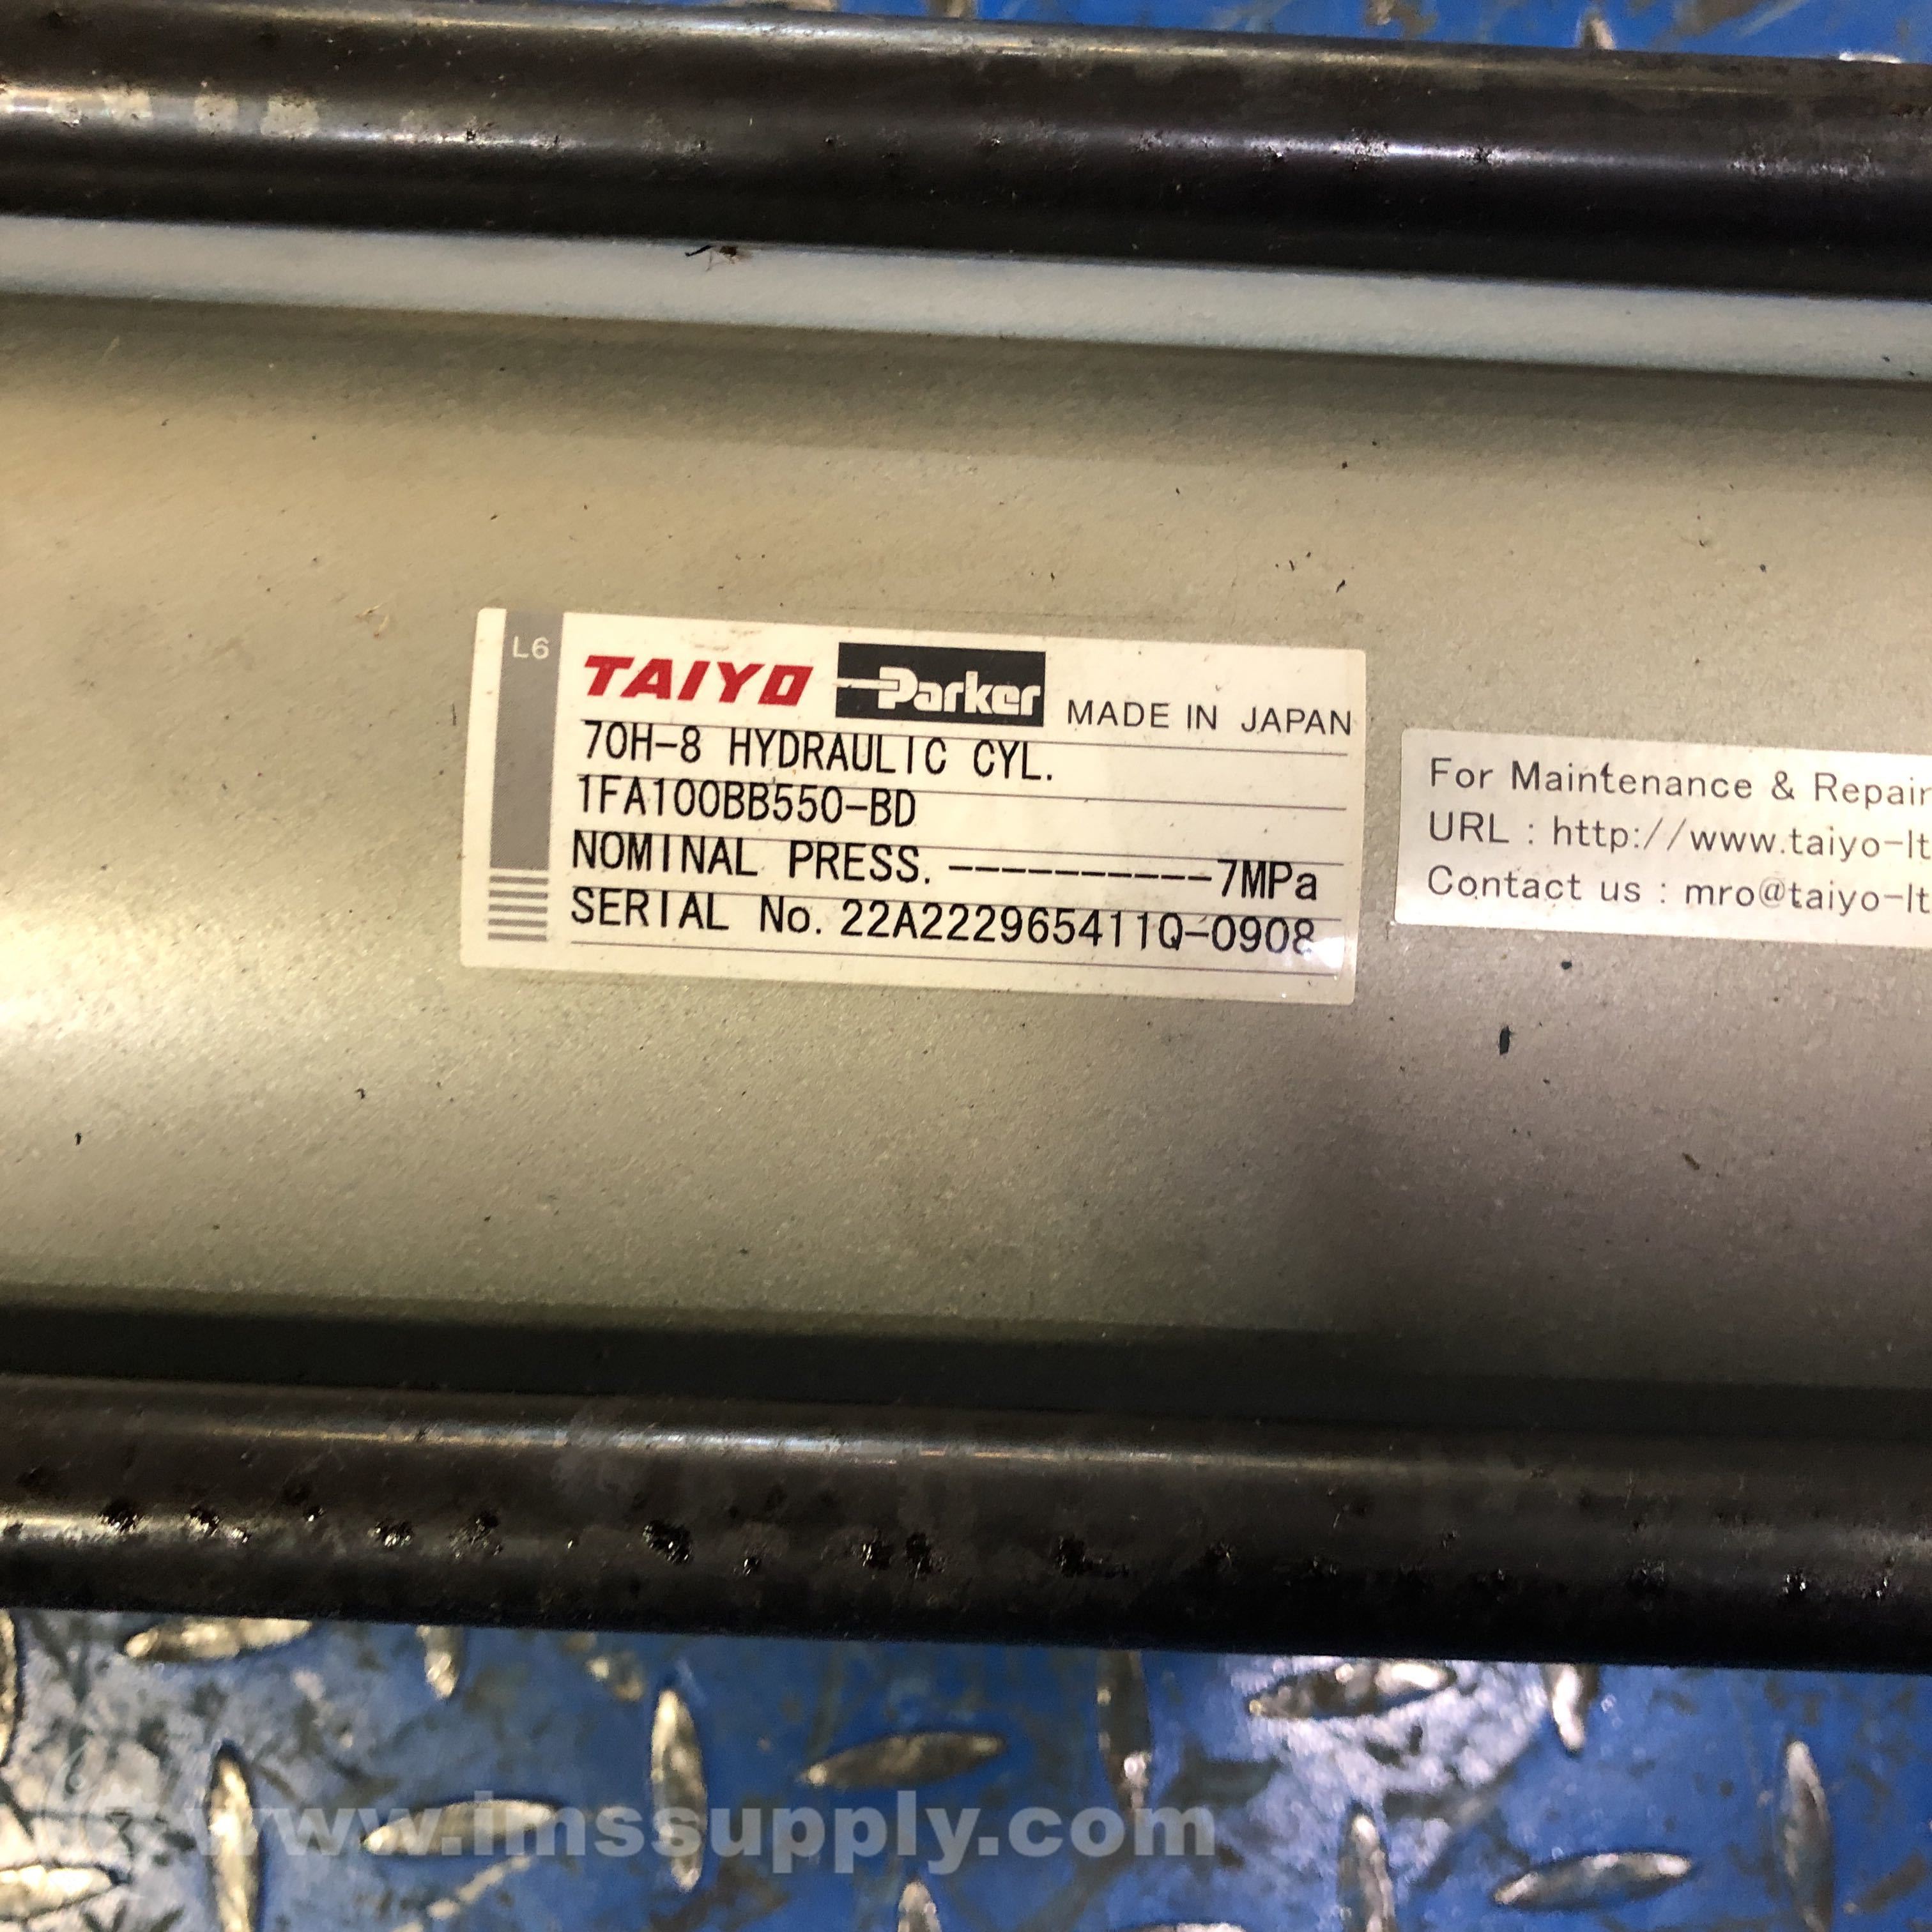 L6
TAIYO Parker MADE IN JAPAN
70H-8 HYDRAULIC CYL.
1FA100BB550-BD
NOMINAL PRESS. ----------7MPa
SERIAL No. 22A222965411Q-0908
For Maintenance & Repair
URL : http://www.taiyo-lt
Contact us : mro@taiyo-lt
www.imssupply.com